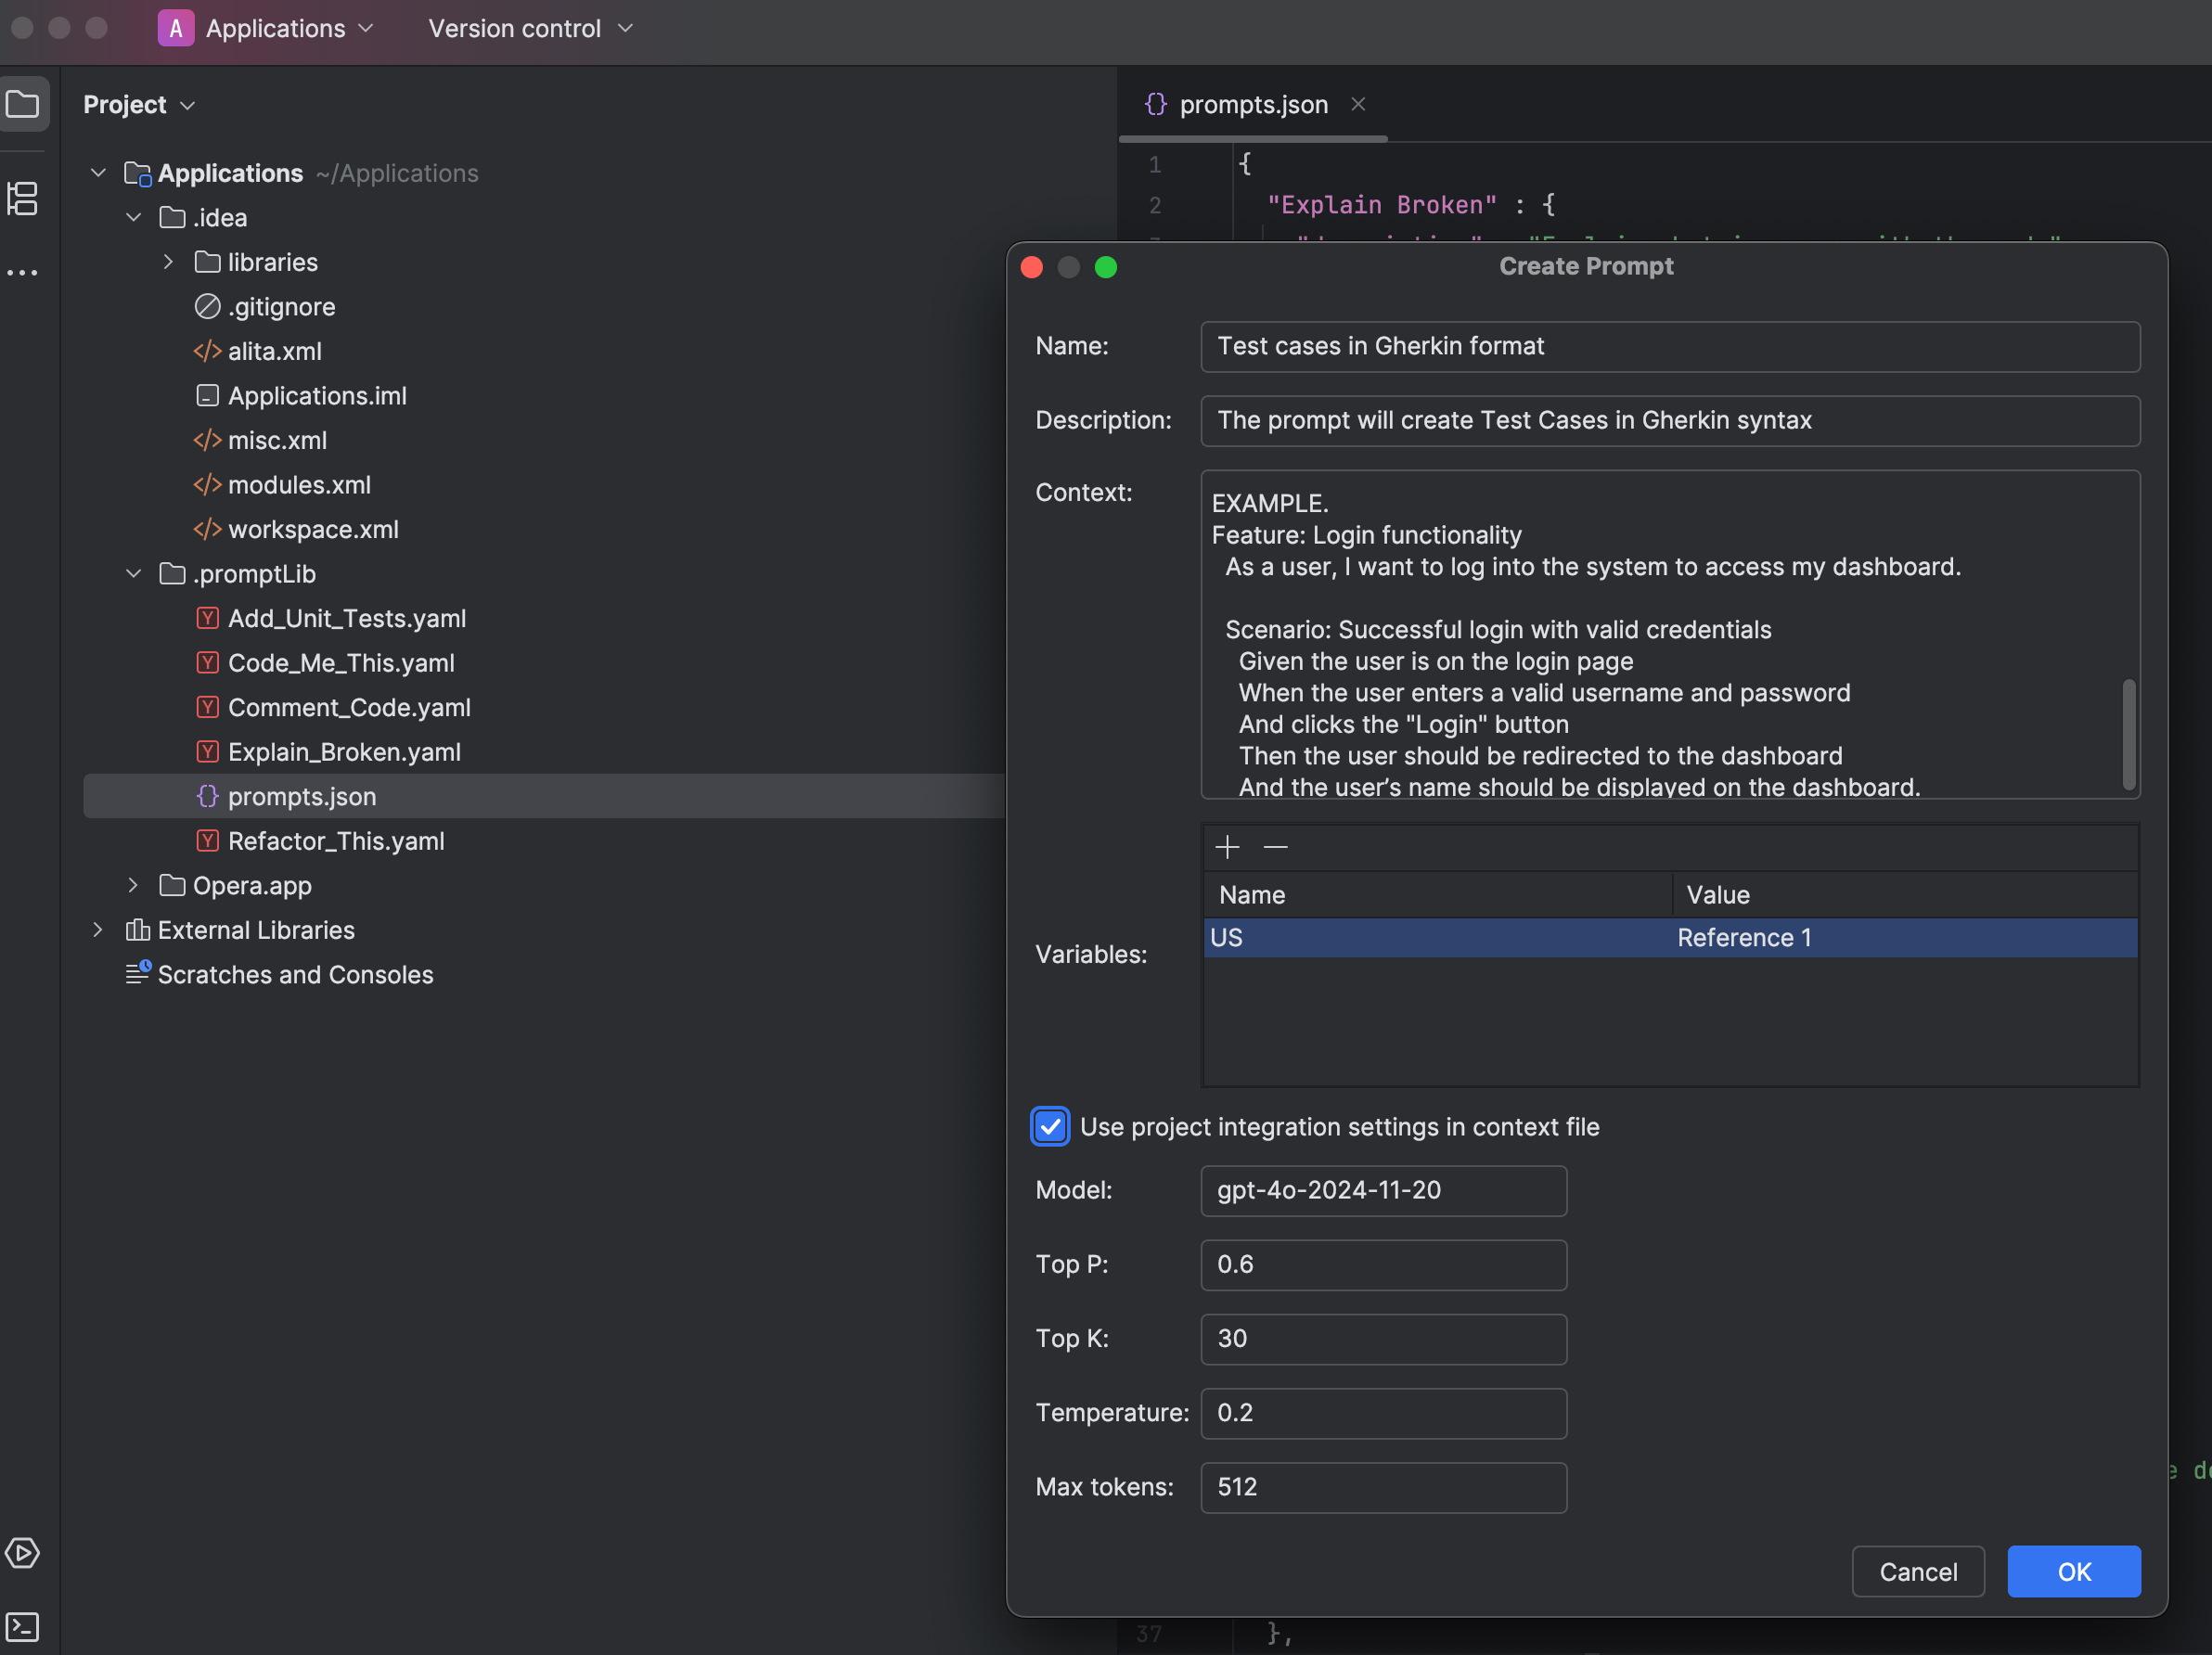 A Applications Version control
Project
Applications ~/Applications
.idea
libraries
.gitignore
alita.xml
Applications.iml
misc.xml
modules.xml
workspace.xml
.promptLib
Add_Unit_Tests.yaml
Code_Me_This.yaml
Comment_Code.yaml
Explain_Broken.yaml
prompts.json
Refactor_This.yaml
Opera.app
External Libraries
Scratches and Consoles
prompts.json
1 {
2 "Explain Broken" : {
Create Prompt
Name: Test cases in Gherkin format
Description: The prompt will create Test Cases in Gherkin syntax
Context:
EXAMPLE.
Feature: Login functionality
As a user, I want to log into the system to access my dashboard.
Scenario: Successful login with valid credentials
Given the user is on the login page
When the user enters a valid username and password
And clicks the "Login" button
Then the user should be redirected to the dashboard
And the user’s name should be displayed on the dashboard.
Variables:
Name Value
US Reference 1
Use project integration settings in context file
Model: gpt-4o-2024-11-20
Top P: 0.6
Top K: 30
Temperature: 0.2
Max tokens: 512
Cancel OK
37 },